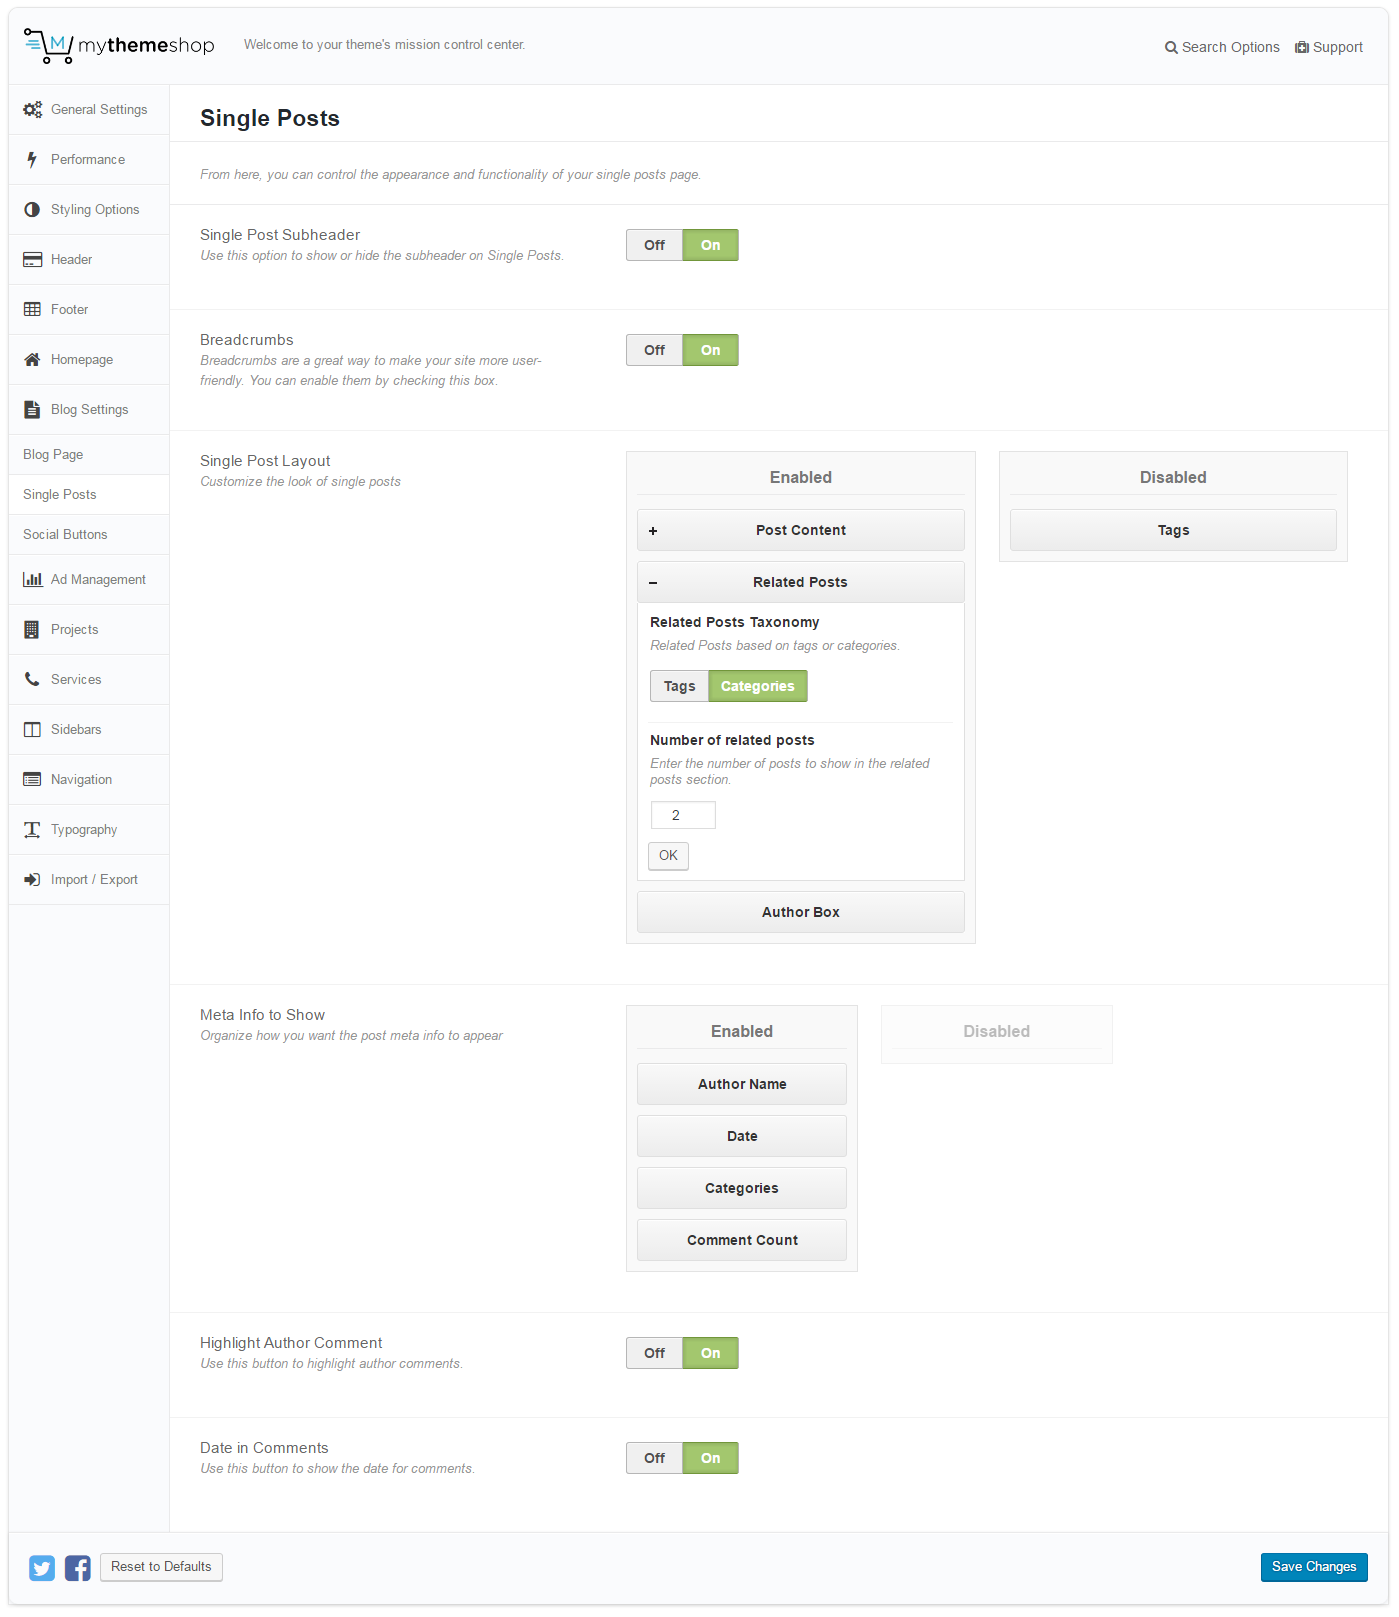 M mythemeshop
Welcome to your theme's mission control center.
Search Options
Support
General Settings
Performance
Styling Options
Header
Footer
Homepage
Blog Settings
Blog Page
Single Posts
Social Buttons
Ad Management
Projects
Services
Sidebars
Navigation
Typography
Import / Export
Single Posts
From here, you can control the appearance and functionality of your single posts page.
Single Post Subheader
Use this option to show or hide the subheader on Single Posts.
Off On
Breadcrumbs
Breadcrumbs are a great way to make your site more user-
friendly. You can enable them by checking this box.
Off On
Single Post Layout
Customize the look of single posts
Enabled
+ Post Content
– Related Posts
Related Posts Taxonomy
Related Posts based on tags or categories.
Tags Categories
Number of related posts
Enter the number of posts to show in the related
posts section.
2
OK
Author Box
Disabled
Tags
Meta Info to Show
Organize how you want the post meta info to appear
Enabled
Author Name
Date
Categories
Comment Count
Disabled
Highlight Author Comment
Use this button to highlight author comments.
Off On
Date in Comments
Use this button to show the date for comments.
Off On
Reset to Defaults
Save Changes